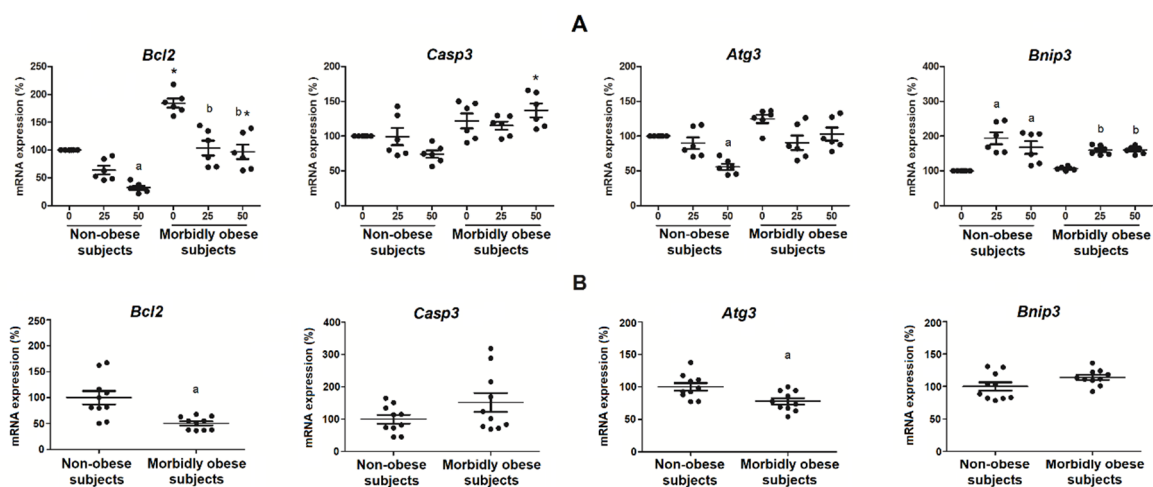 A
Bcl2
mRNA expression (%)
250
200
150
100
50
0
*
a
b
b *
0 25 50 0 25 50
Non-obese subjects
Morbidly obese subjects
Casp3
mRNA expression (%)
200
150
100
50
0
*
0 25 50 0 25 50
Non-obese subjects
Morbidly obese subjects
Atg3
mRNA expression (%)
200
150
100
50
0
a
0 25 50 0 25 50
Non-obese subjects
Morbidly obese subjects
Bnip3
mRNA expression (%)
400
300
200
100
0
a
a
b
b
0 25 50 0 25 50
Non-obese subjects
Morbidly obese subjects
B
Bcl2
mRNA expression (%)
250
200
150
100
50
0
a
Non-obese subjects
Morbidly obese subjects
Casp3
mRNA expression (%)
400
300
200
100
0
Non-obese subjects
Morbidly obese subjects
Atg3
mRNA expression (%)
200
150
100
50
0
a
Non-obese subjects
Morbidly obese subjects
Bnip3
mRNA expression (%)
200
150
100
50
0
Non-obese subjects
Morbidly obese subjects